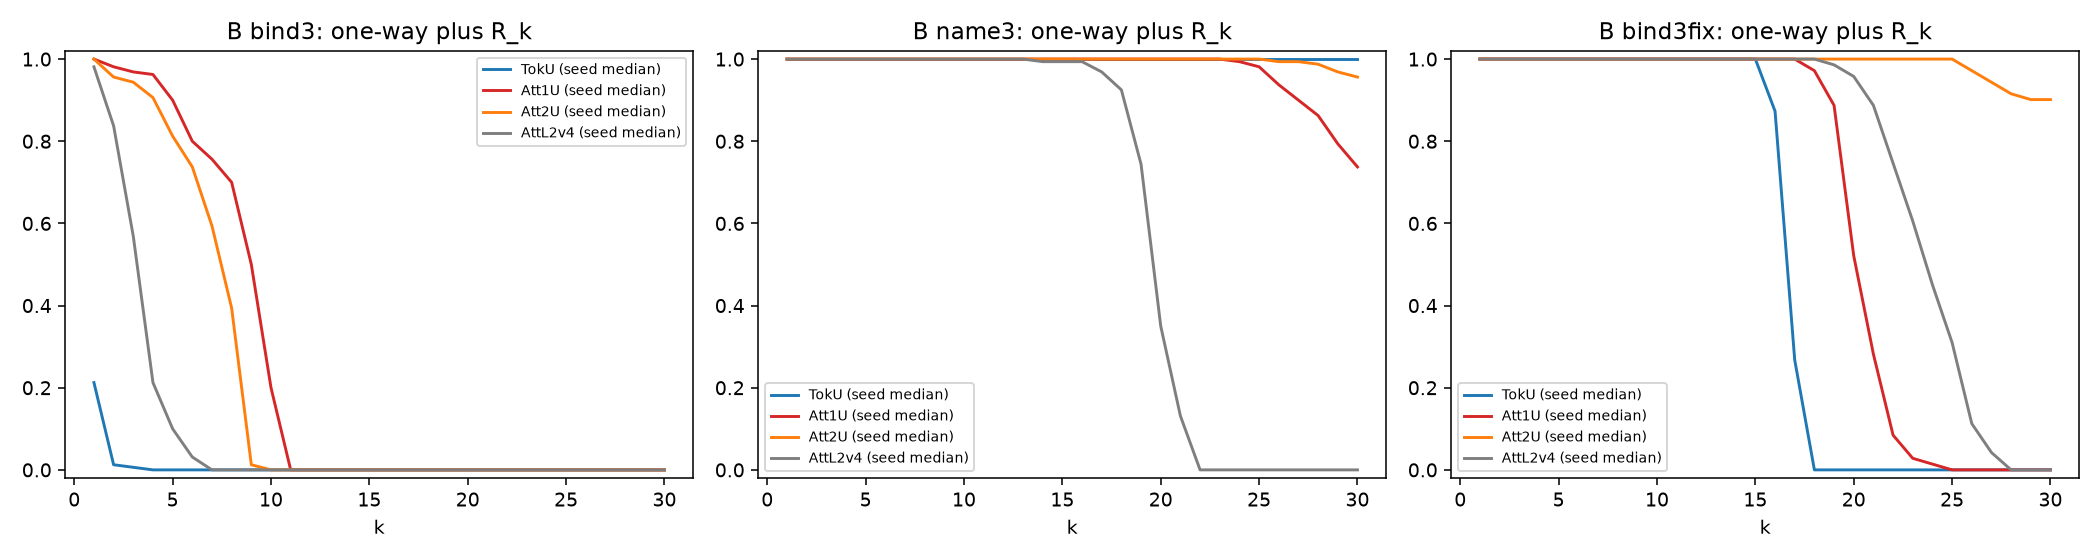 B bind3: one-way plus R_k
1.0
0.8
0.6
0.4
0.2
0.0
TokU (seed median)
Att1U (seed median)
Att2U (seed median)
AttL2v4 (seed median)
0 5 10 15 20 25 30
k
B name3: one-way plus R_k
1.0
0.8
0.6
0.4
0.2
0.0
TokU (seed median)
Att1U (seed median)
Att2U (seed median)
AttL2v4 (seed median)
0 5 10 15 20 25 30
k
B bind3fix: one-way plus R_k
1.0
0.8
0.6
0.4
0.2
0.0
TokU (seed median)
Att1U (seed median)
Att2U (seed median)
AttL2v4 (seed median)
0 5 10 15 20 25 30
k